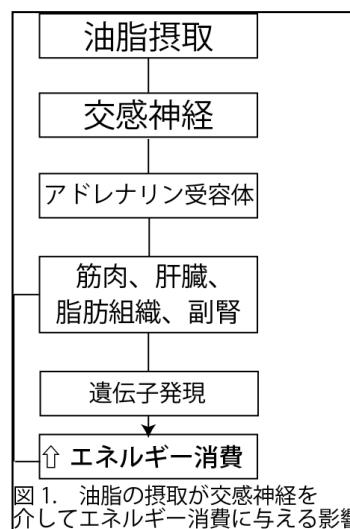 油脂摂取
交感神経
アドレナリン受容体
筋肉、肝臓、
脂肪組織、副腎
遺伝子発現
⇧ エネルギー消費
図 1. 油脂の摂取が交感神経を
介してエネルギー消費に与える影響